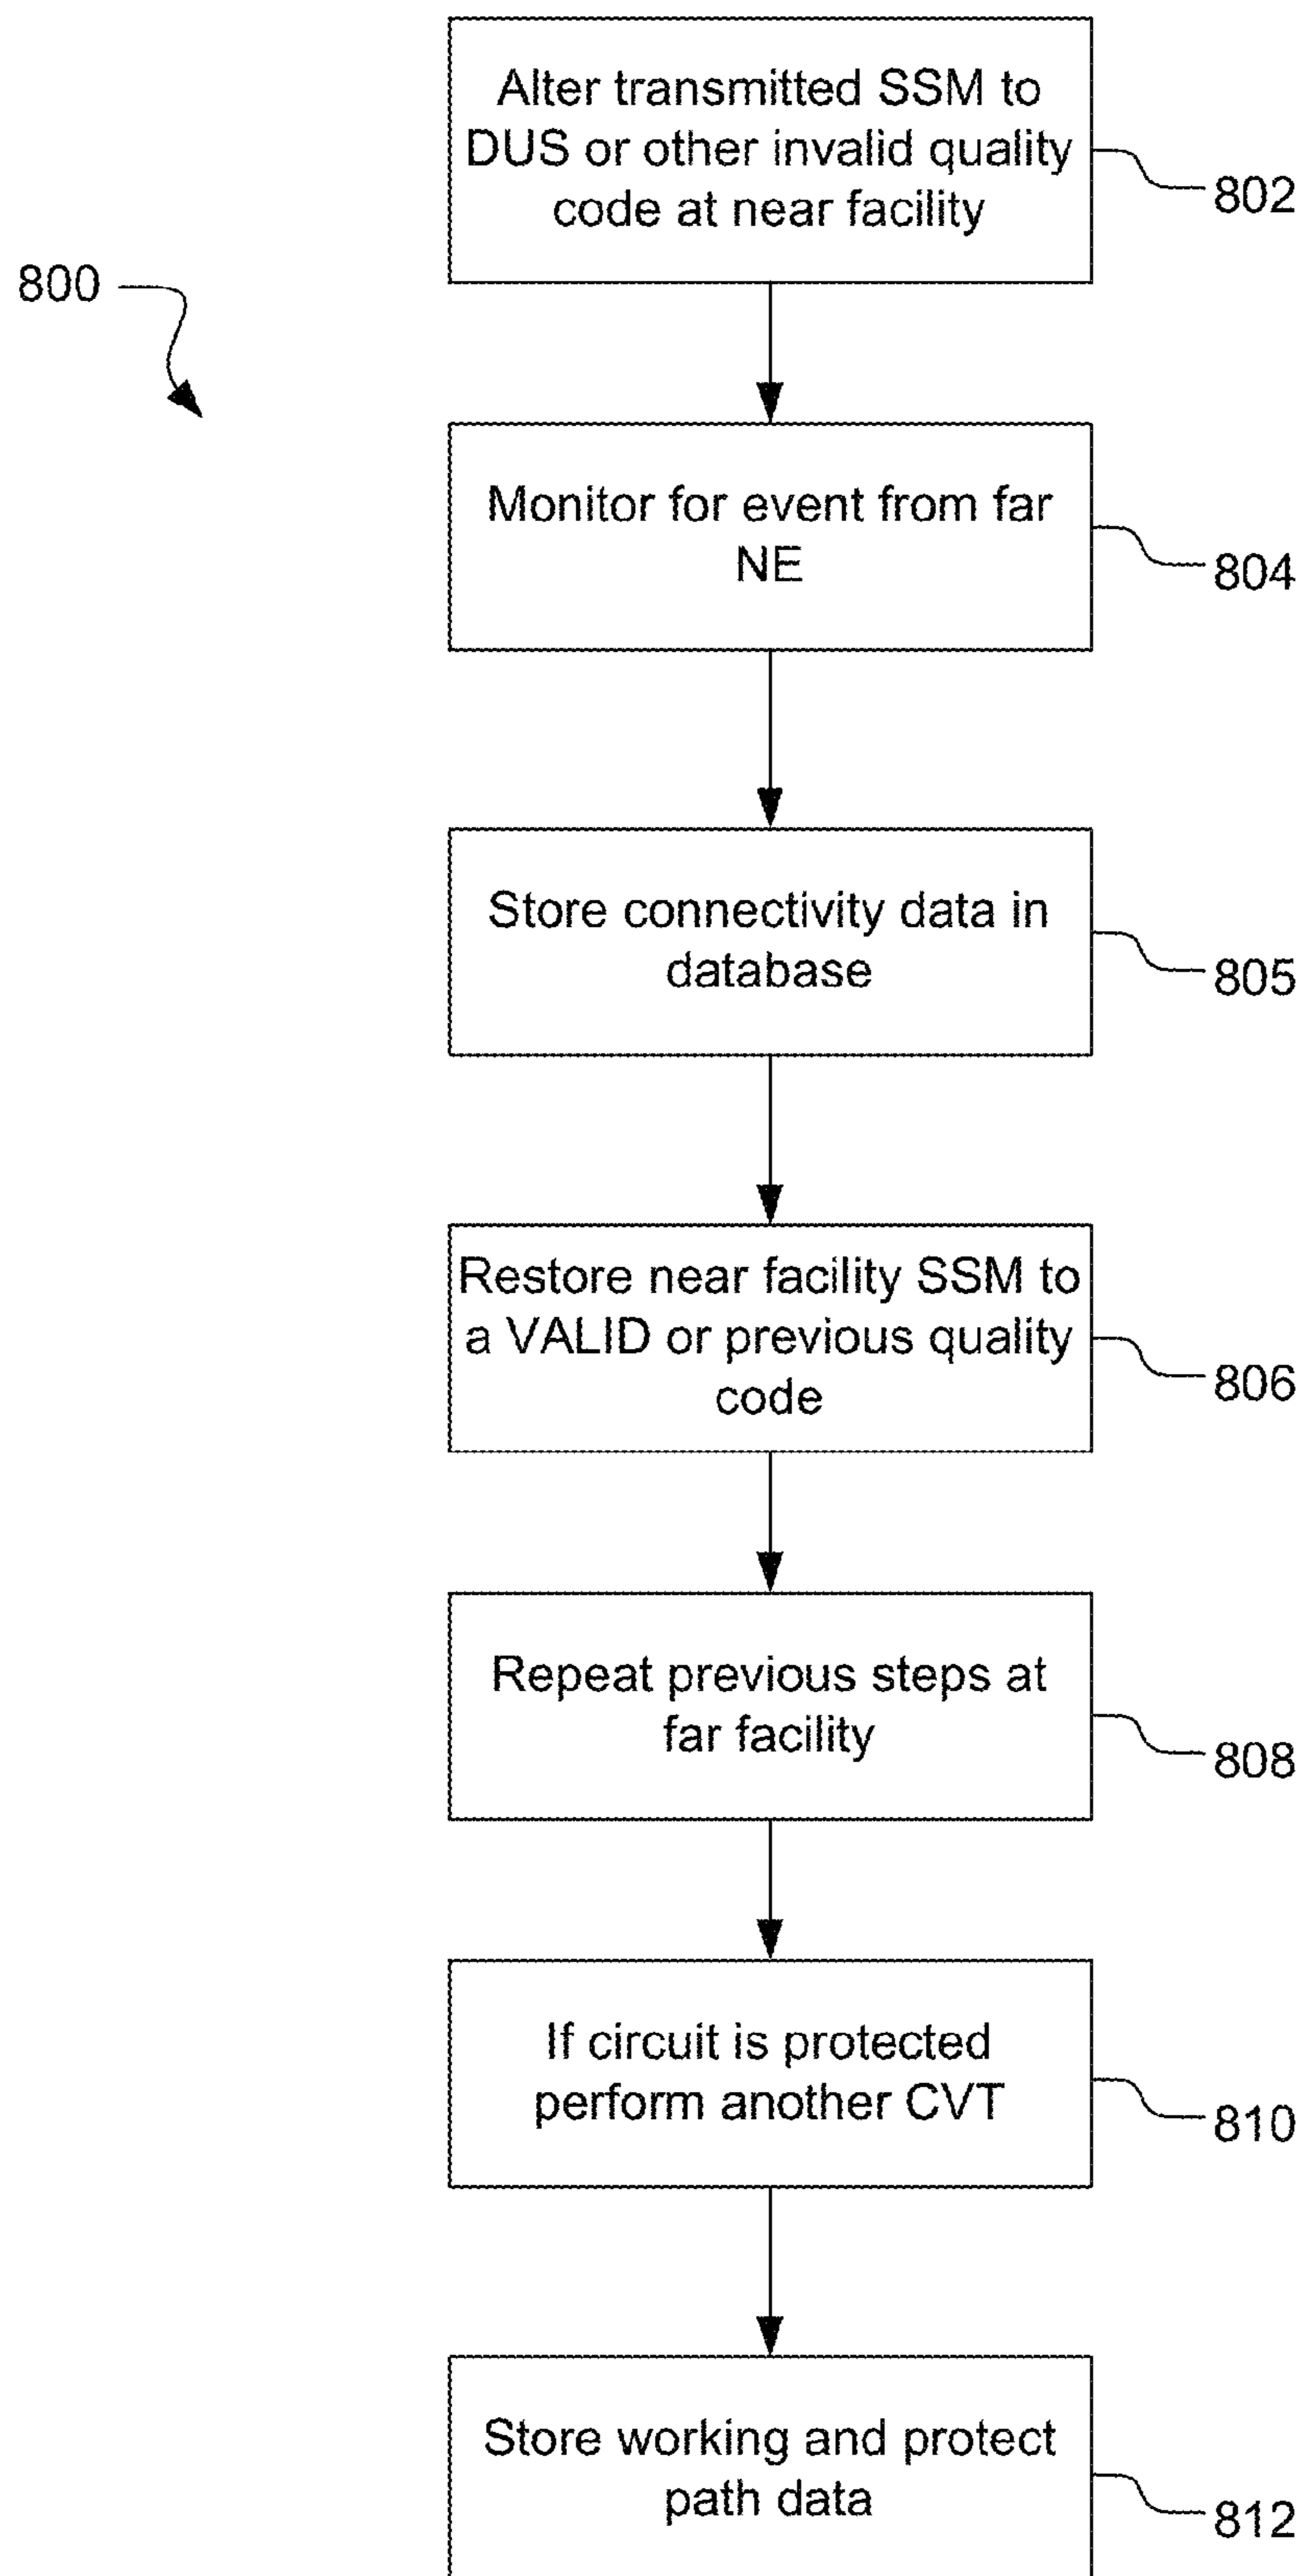 Alter transmitted SSM to
DUS or other invalid quality
code at near facility
802
800
Monitor for event from far
NE
804
Store connectivity data in
database
805
Restore near facility SSM to
a VALID or previous quality
code
806
Repeat previous steps at
far facility
808
If circuit is protected
perform another CVT
810
Store working and protect
path data
812